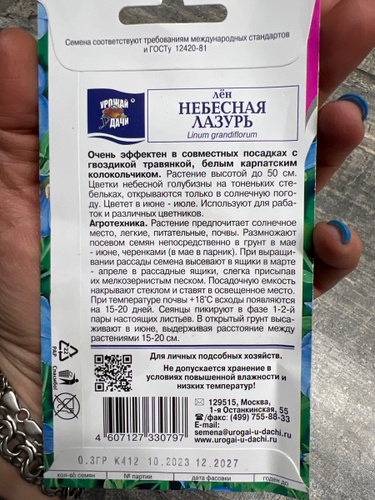 Семена соответствуют требованиям международных стандартов
и ГОСТу 12420-81
УРОЖАЙ
У
ДАЧИ
ЛЁН
НЕБЕСНАЯ
ЛАЗУРЬ
Linum grandiflorum
Очень эффектен в совместных посадках с
гвоздикой травянкой, белым карпатским
колокольчиком. Растение высотой до 50 см.
Цветки небесной голубизны на тоненьких сте-
бельках, открываются только в солнечную пого-
ду. Цветет в июне - июле. Используют для раба-
ток и различных цветников.
Агротехника. Растение предпочитает солнечное
место, легкие, питательные, почвы. Размножают
посевом семян непосредственно в грунт в мае
- июне, черенками (в мае в парник). При выращи-
вании рассады семена высевают в ящики в марте
- апреле в рассадные ящики, слегка присыпав
их мелкозернистым песком. Посадочную емкость
накрывают стеклом и ставят в освещенное место.
При температуре почвы +18°С всходы появляются
на 15-20 дней. Сеянцы пикируют в фазе 1-2-й
пары настоящих листьев. В открытый грунт высаж-
ивают в июне, выдерживая расстояние между
растениями 15-20 см.
Для личных подсобных хозяйств.
Не допускается хранение в
условиях повышенной влажности и
низких температур!
129515, Москва,
1-я Останкинская, 55
/факс: (499) 755-88-33
E-mail:
semena@urogai-u-dachi.ru
www.urogai-u-dachi.ru
4 607127 330797
0.3ГР К412 10.2023 12.2027
кол-во семян № партии дата фасовки годен до